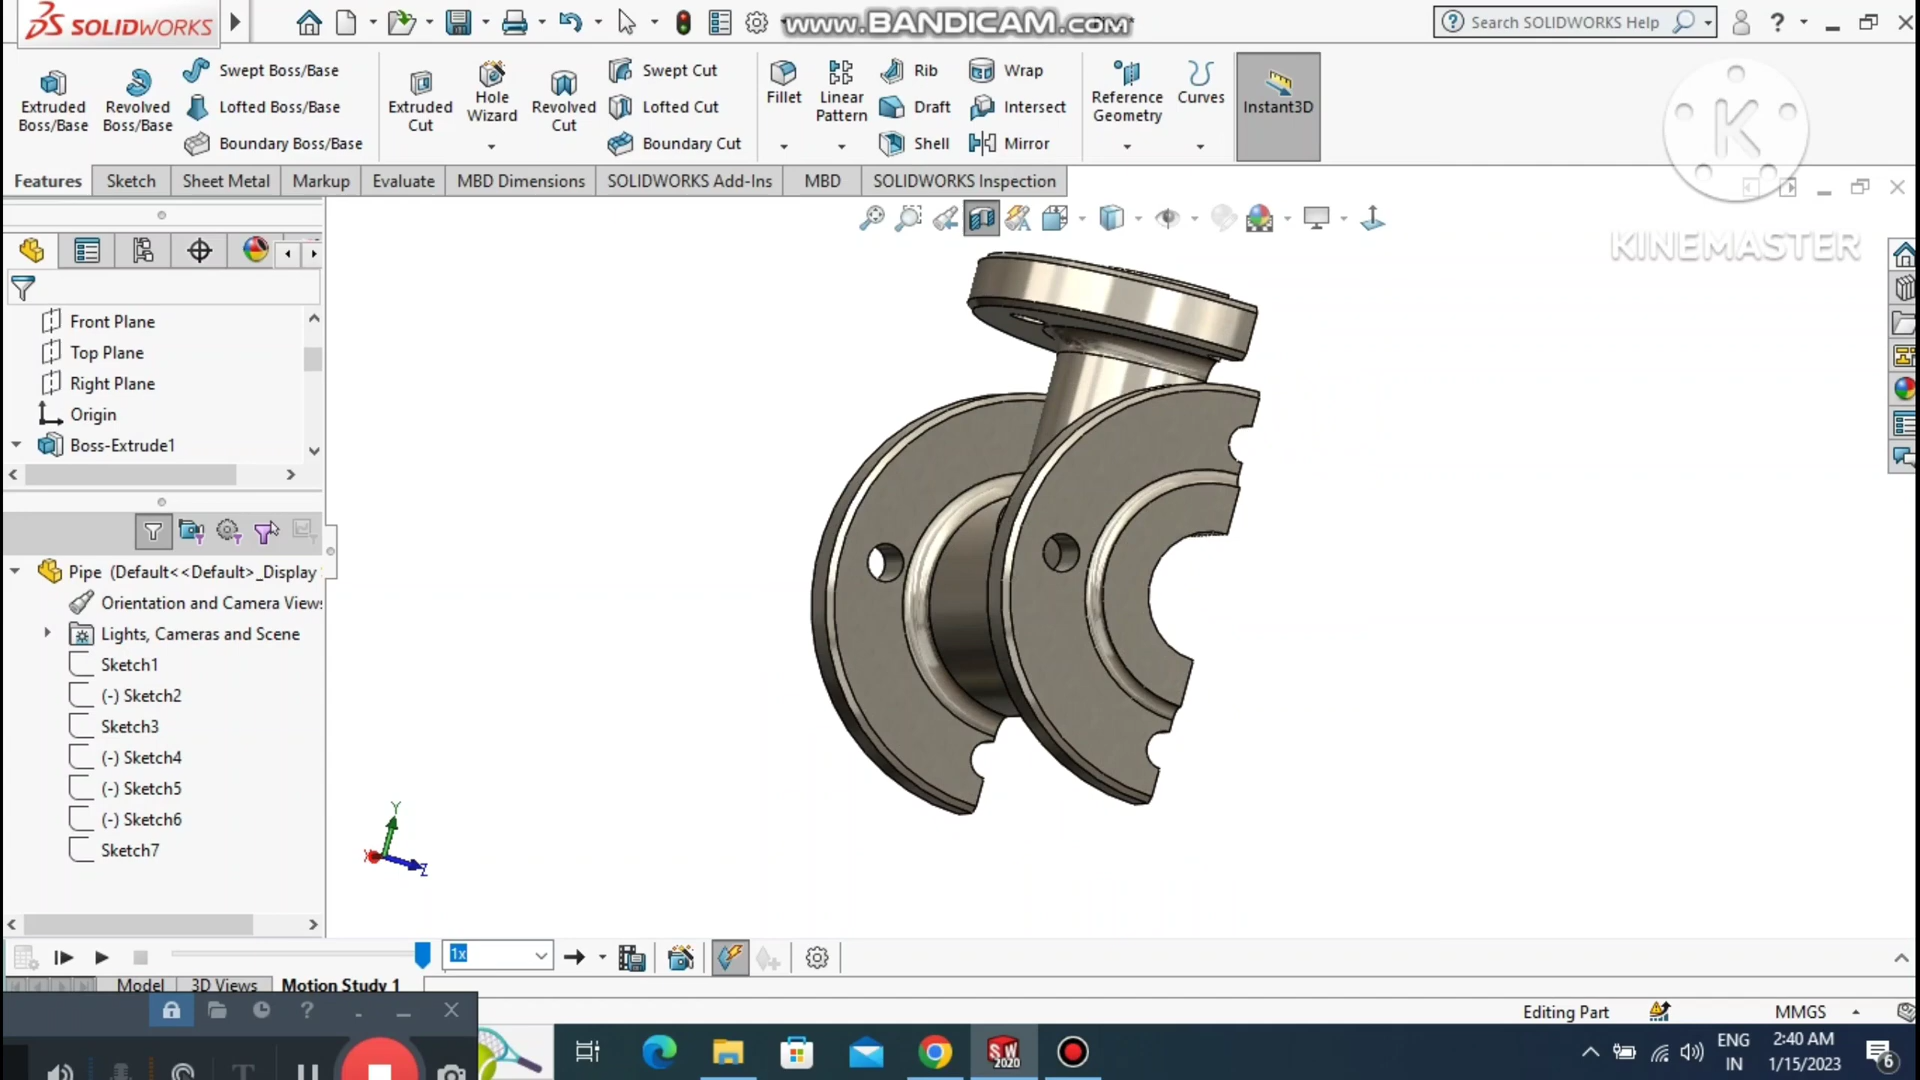 SOLIDWORKS
www.BANDICAM.com
Search SOLIDWORKS Help
Extruded Boss/Base
Revolved Boss/Base
Swept Boss/Base
Lofted Boss/Base
Boundary Boss/Base
Extruded Cut
Hole Wizard
Revolved Cut
Swept Cut
Lofted Cut
Boundary Cut
Fillet
Linear Pattern
Rib
Draft
Shell
Wrap
Intersect
Mirror
Reference Geometry
Curves
Instant3D
K
KINEMASTER
Features
Sketch
Sheet Metal
Markup
Evaluate
MBD Dimensions
SOLIDWORKS Add-Ins
MBD
SOLIDWORKS Inspection
Front Plane
Top Plane
Right Plane
Origin
Boss-Extrude1
Pipe (Default<<Default>_Display
Orientation and Camera Views
Lights, Cameras and Scene
Sketch1
(-) Sketch2
Sketch3
(-) Sketch4
(-) Sketch5
(-) Sketch6
Sketch7
Y
X
Z
1x
Model
3D Views
Motion Study 1
Editing Part
MMGS
SW
2020
ENG
IN
2:40 AM
1/15/2023
6